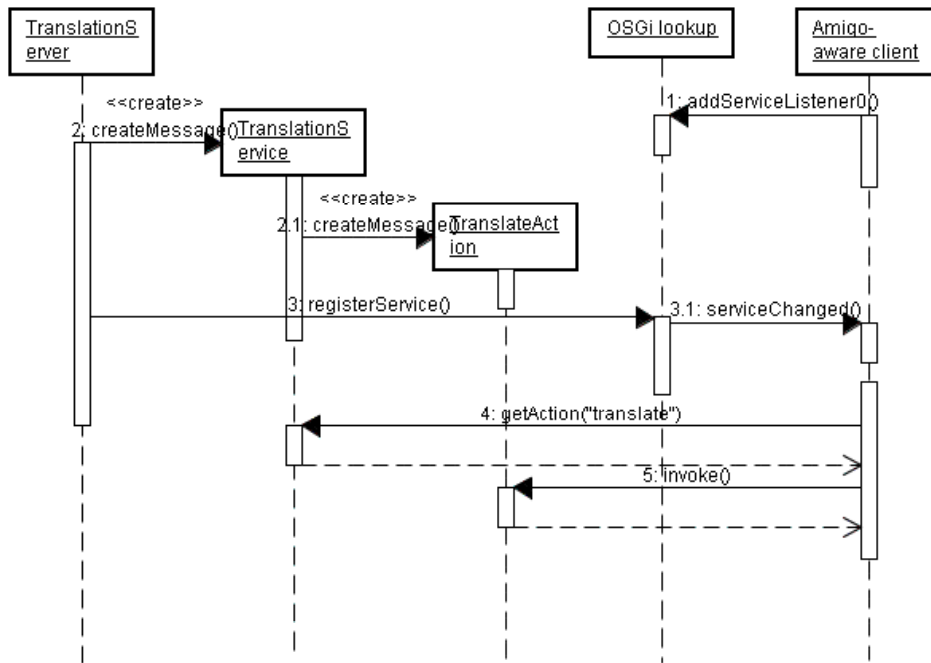 TranslationS
erver
OSGi lookup
Amigo-
aware client
<<create>>
1: addServiceListener0()
2: createMessage()
TranslationS
ervice
<<create>>
2.1: createMessage()
TranslateAct
ion
3: registerService()
3.1: serviceChanged()
4: getAction("translate")
5: invoke()